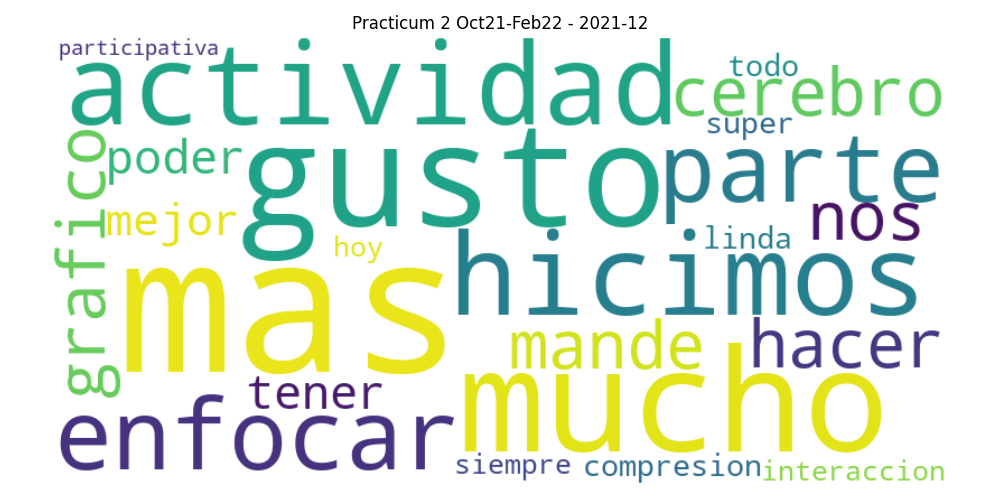 Practicum 2 Oct21-Feb22 - 2021-12
participativa
actividad
todo
cerebro
super
grafico
poder
gusto
parte
mejor
nos
hoy
linda
mas
hicimos
mande
hacer
tener
mucho
enfocar
siempre
compresion
interaccion